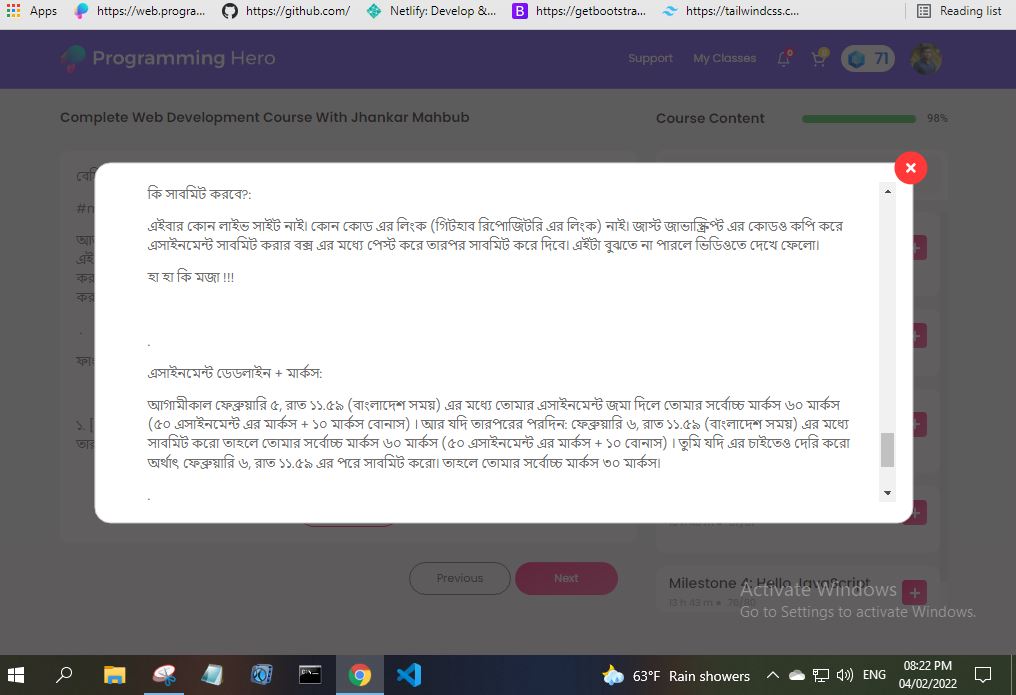 Apps
https://web.progra...
https://github.com/
Netlify: Develop &...
https://getbootstra...
https://tailwindcss.c...
Reading list
Programming Hero
Support
My Classes
71
Complete Web Development Course With Jhankar Mahbub
Course Content
98%
কি সাবমিট করবে?:
এইবার কোন লাইভ সাইট নাই। কোন কোড এর লিংক (গিটহাব রিপোজিটরি এর লিংক) নাই। জাস্ট জাভাস্ক্রিপ্ট এর কোডও কপি করে
এসাইনমেন্ট সাবমিট করার বক্স এর মধ্যে পেস্ট করে তারপর সাবমিট করে দিবে। এইটা বুঝতে না পারলে ভিডিওতে দেখে ফেলো।
হা হা কি মজা !!!
.
এসাইনমেন্ট ডেডলাইন + মার্কস:
আগামীকাল ফেব্রুয়ারি ৫, রাত ১১.৫৯ (বাংলাদেশ সময়) এর মধ্যে তোমার এসাইনমেন্ট জমা দিলে তোমার সর্বোচ্চ মার্কস ৬০ মার্কস
(৫০ এসাইনমেন্ট এর মার্কস + ১০ মার্কস বোনাস) । আর যদি তারপরের পরদিন: ফেব্রুয়ারি ৬, রাত ১১.৫৯ (বাংলাদেশ সময়) এর মধ্যে
সাবমিট করো তাহলে তোমার সর্বোচ্চ মার্কস ৬০ মার্কস (৫০ এসাইনমেন্ট এর মার্কস + ১০ বোনাস) । তুমি যদি এর চাইতেও দেরি করো
অর্থাৎ ফেব্রুয়ারি ৬, রাত ১১.৫৯ এর পরে সাবমিট করো। তাহলে তোমার সর্বোচ্চ মার্কস ৩০ মার্কস।
.
Previous
Next
Milestone 4: Hello JavaScript
13 h 43 m
Activate Windows
Go to Settings to activate Windows.
63°F Rain showers
ENG
08:22 PM
04/02/2022